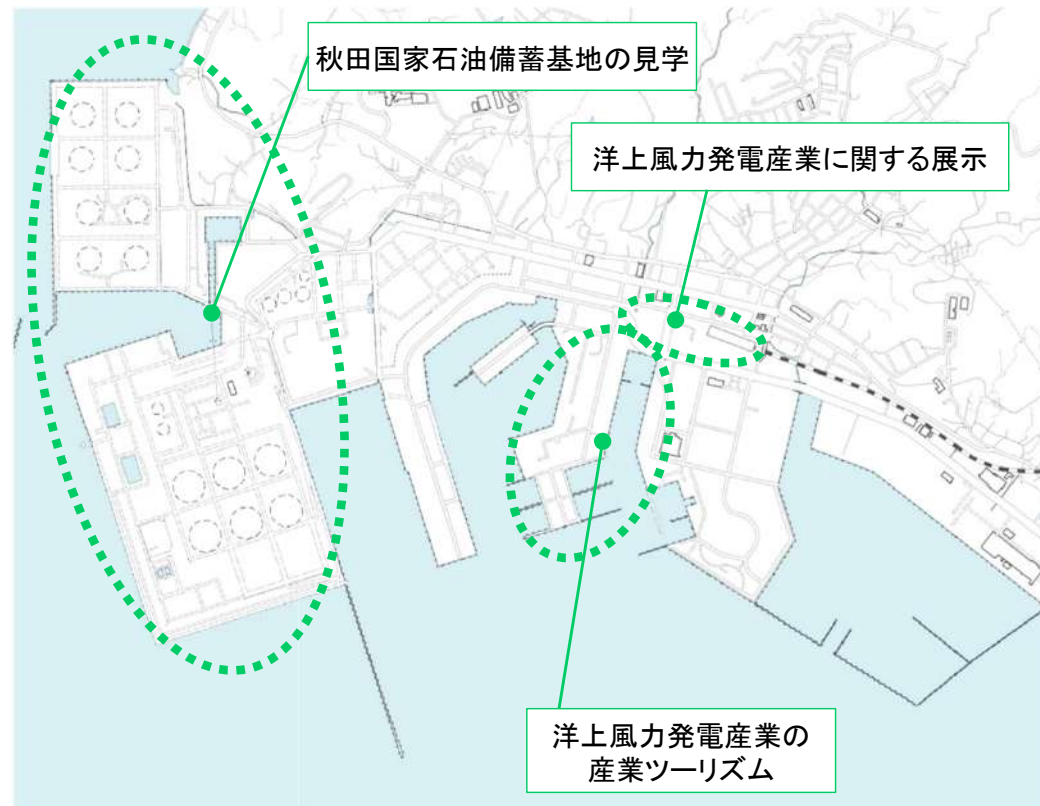 秋田国家石油備蓄基地の見学
洋上風力発電産業に関する展示
洋上風力発電産業の
産業ツーリズム